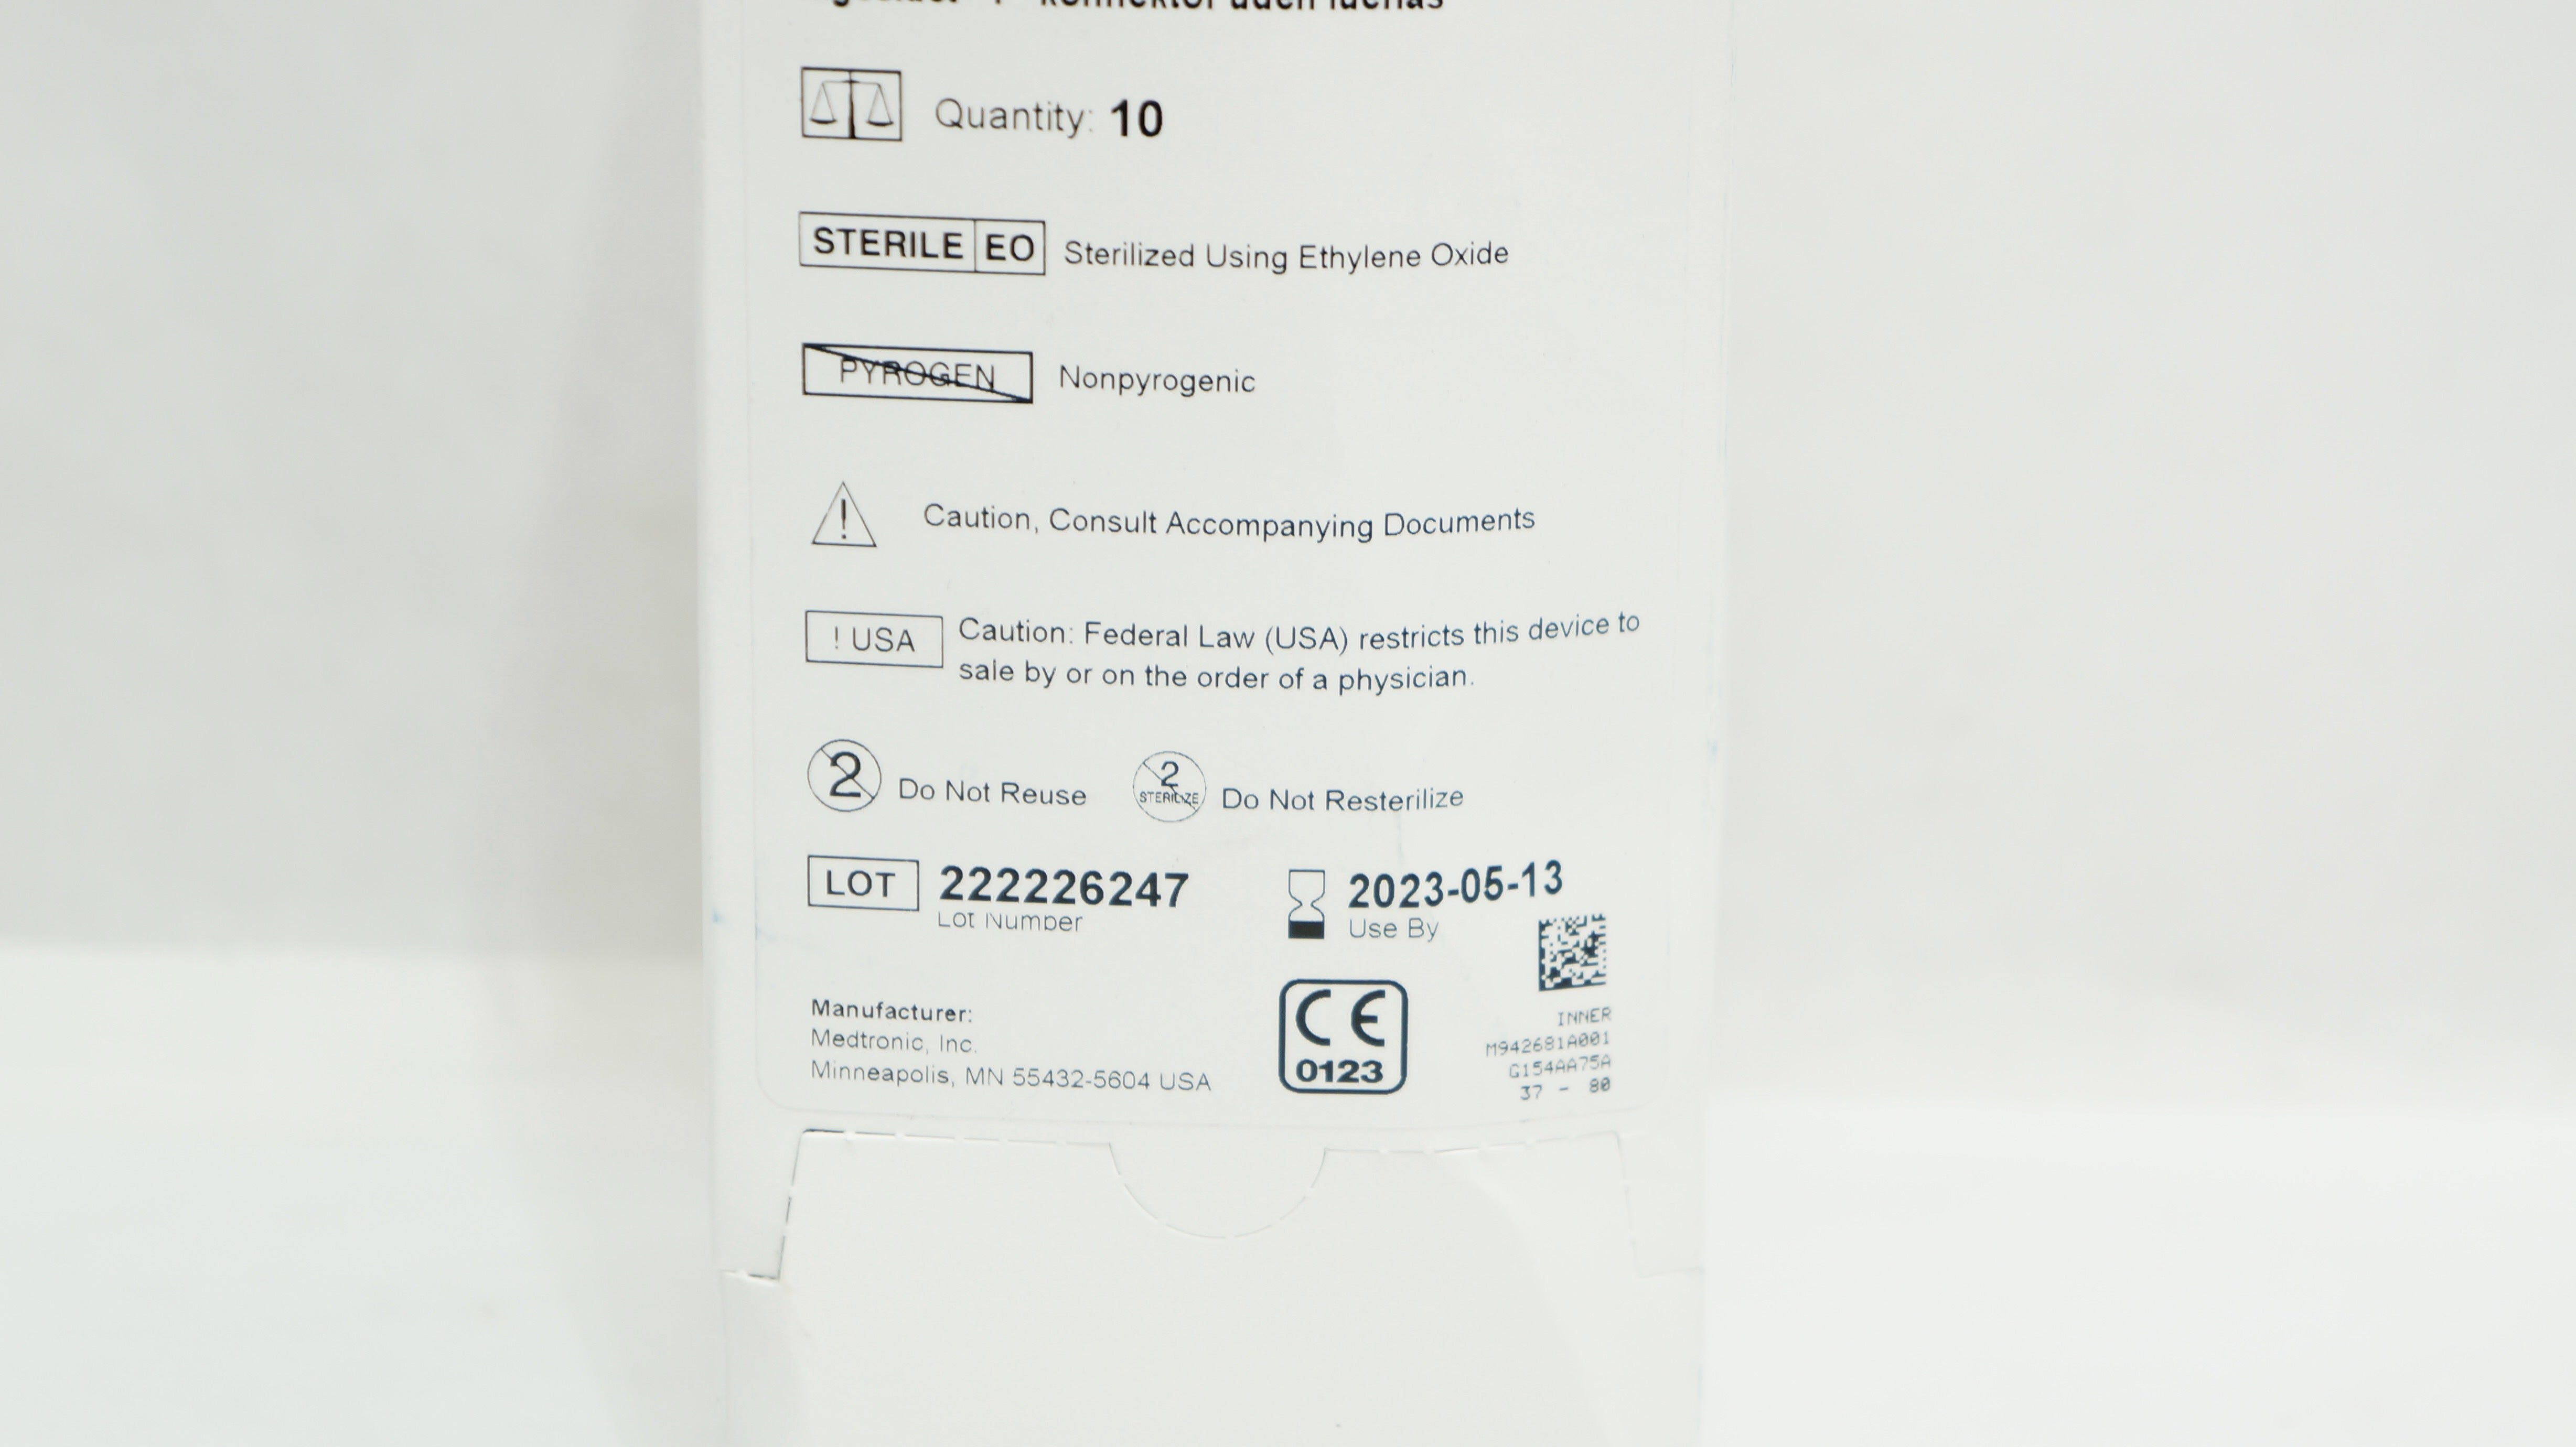 Quantity: 10
STERILE EO Sterilized Using Ethylene Oxide
PYROGEN Nonpyrogenic
! Caution, Consult Accompanying Documents
! USA Caution: Federal Law (USA) restricts this device to
sale by or on the order of a physician.
2 Do Not Reuse 2 STERILIZE Do Not Resterilize
LOT 222226247 2023-05-13
Lot Number Use By
Manufacturer:
Medtronic, Inc.
Minneapolis, MN 55432-5604 USA
CE
0123
INNER
M942681A001
G154AA75A
37 - 80